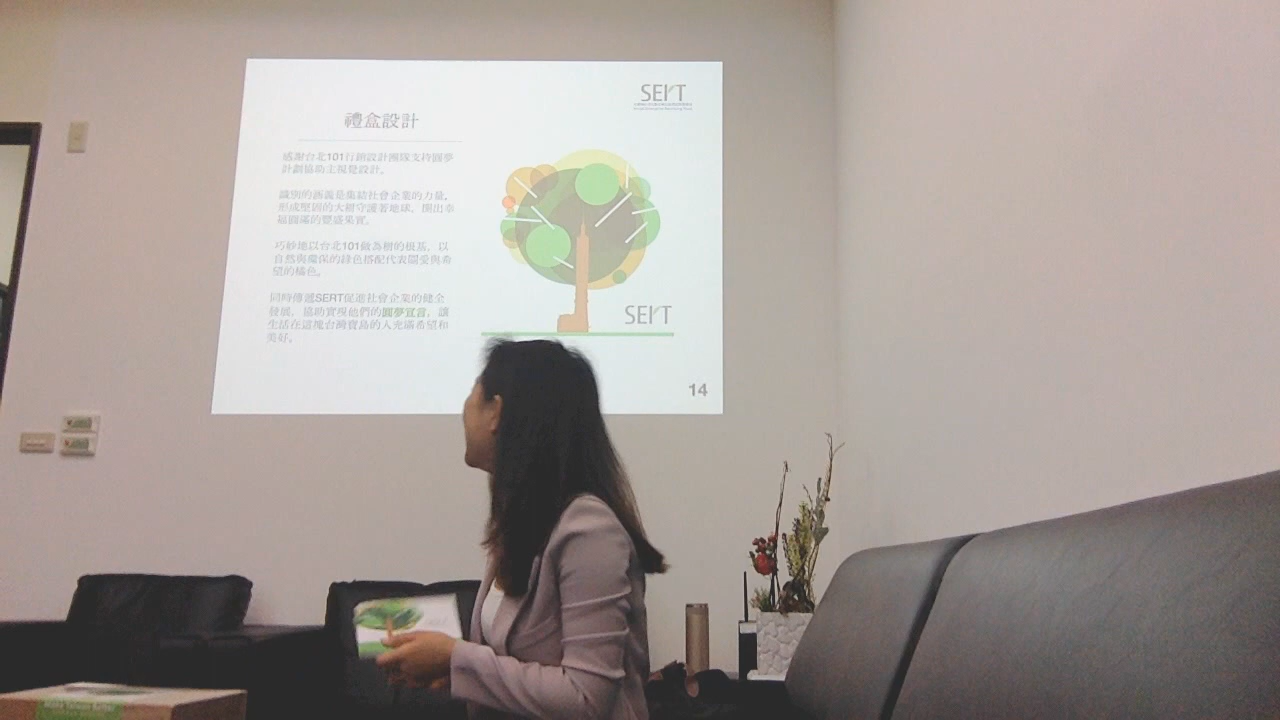 SERT
禮盒設計
感謝台北101行銷設計團隊支持圓夢
計劃協助主視覺設計。
識別的涵義是集結社會企業的力量,
形成堅固的大樹守護著地球、開出幸
福圓滿的豐盛果實。
巧妙地以台北101做為樹的根基、以
自然與環保的綠色搭配代表關愛與希
望的橘色。
同時傳遞SERT促進社會企業的健全
發展、協助實現他們的圓夢宣言,讓
生活在這塊台灣寶島的人充滿希望和
美好。
SERT
14